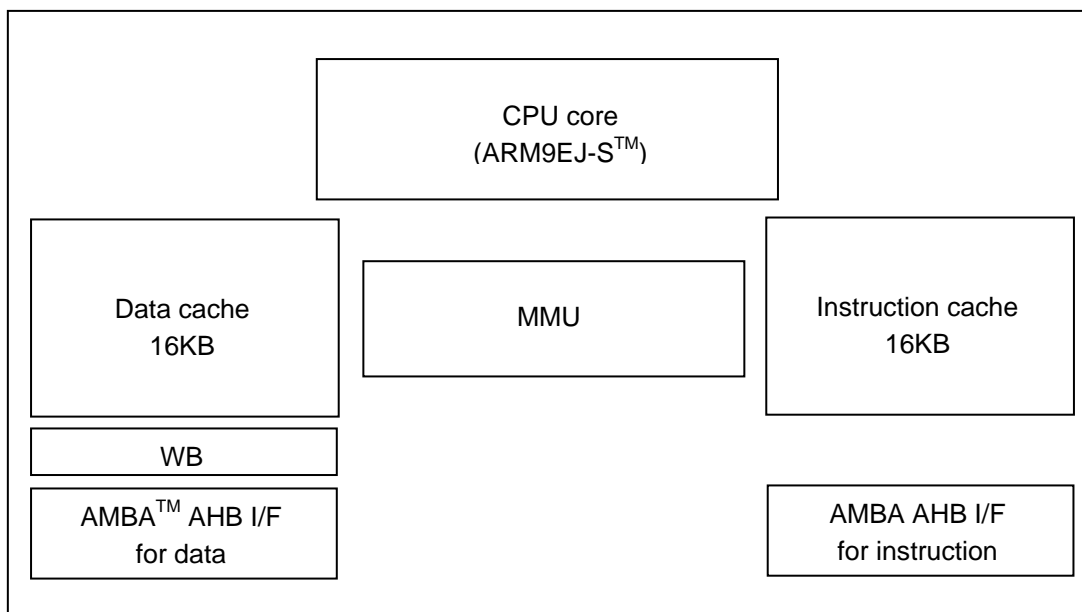 CPU core
(ARM9EJ-S™)
Data cache
16KB
MMU
Instruction cache
16KB
WB
AMBA™ AHB I/F
for data
AMBA AHB I/F
for instruction